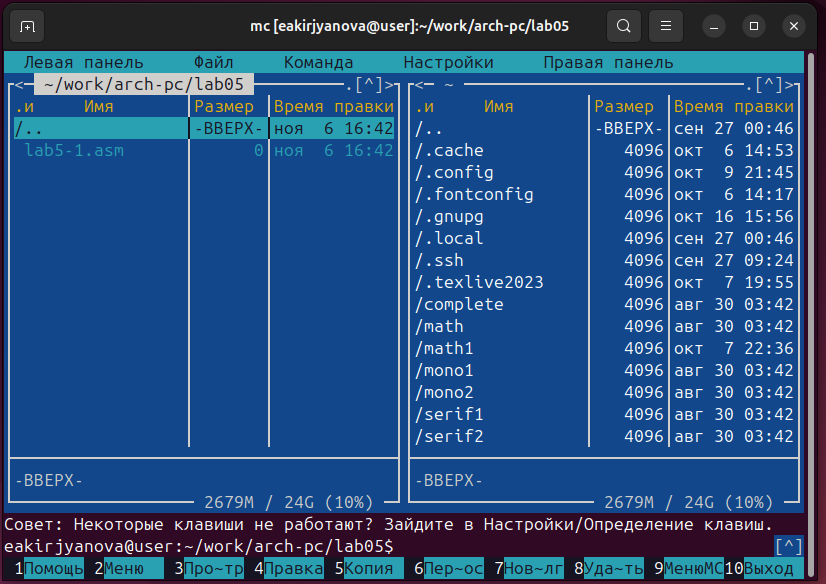 mc [eakirjyanova@user]:~/work/arch-pc/lab05
Левая панель Файл Команда Настройки Правая панель
<─ ~/work/arch-pc/lab05 .[^]> <─ ~ .[^]>
.и Имя Размер Время правки .и Имя Размер Время правки
/.. -ВВЕРХ- ноя 6 16:42 /.. -ВВЕРХ- сен 27 00:46
lab5-1.asm 0 ноя 6 16:42 /.cache 4096 окт 6 14:53
/.config 4096 окт 9 21:45
/.fontconfig 4096 окт 6 14:17
/.gnupg 4096 окт 16 15:56
/.local 4096 сен 27 00:46
/.ssh 4096 сен 27 09:24
/.texlive2023 4096 окт 7 19:55
/complete 4096 авг 30 03:42
/math 4096 авг 30 03:42
/math1 4096 окт 7 22:36
/mono1 4096 авг 30 03:42
/mono2 4096 авг 30 03:42
/serif1 4096 авг 30 03:42
/serif2 4096 авг 30 03:42
-ВВЕРХ- -ВВЕРХ-
2679M / 24G (10%) 2679M / 24G (10%)
Совет: Некоторые клавиши не работают? Зайдите в Настройки/Определение клавиш.
eakirjyanova@user:~/work/arch-pc/lab05$ [^]
1Помощь 2Меню 3Про~тр 4Правка 5Копия 6Пер~ос 7Нов~лг 8Уда~ть 9МенюMC 10Выход